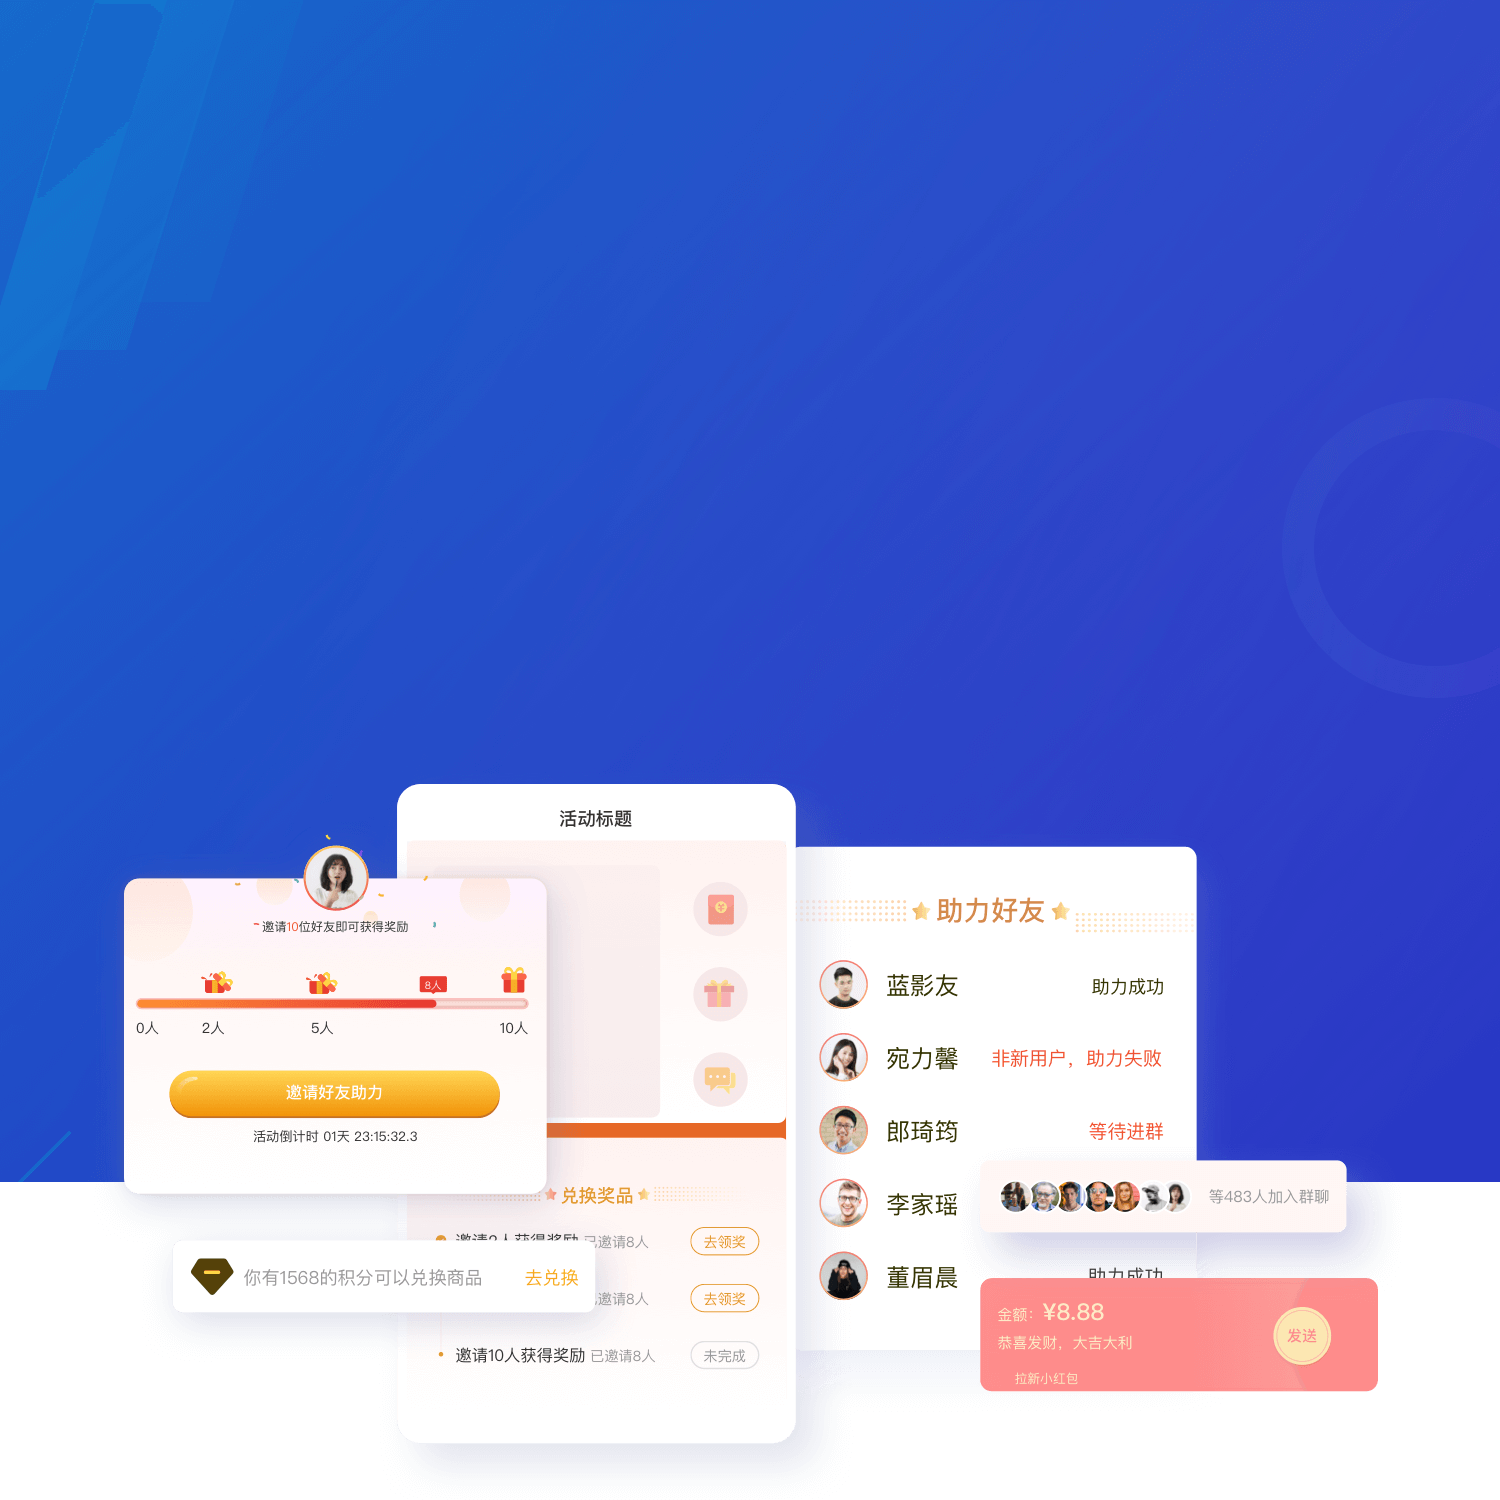 活动标题
邀请10位好友即可获得奖励
8人
0人
2人
5人
10人
邀请好友助力
活动倒计时 01天 23:15:32.3
兑换奖品
邀请2人获得奖励 已邀请8人
去领奖
你有1568的积分可以兑换商品
去兑换
已邀请8人
去领奖
邀请10人获得奖励 已邀请8人
未完成
助力好友
蓝影友
助力成功
宛力馨
非新用户，助力失败
郎琦筠
等待进群
李家瑶
等483人加入群聊
董眉晨
助力成功
金额：¥8.88
恭喜发财，大吉大利
发送
拉新小红包